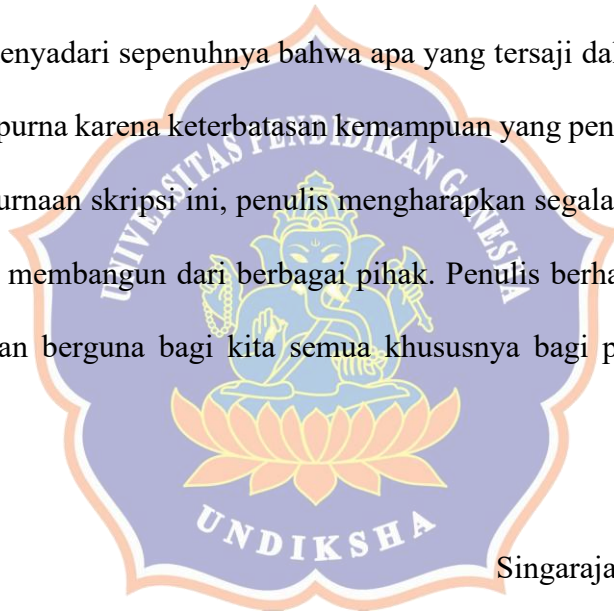 enyadari sepenuhnya bahwa apa yang tersaji dal
purna karena keterbatasan kemampuan yang pen
urnaan skripsi ini, penulis mengharapkan segala
membangun dari berbagai pihak. Penulis berha
an berguna bagi kita semua khususnya bagi p
Singaraja
UNIVERSITAS PENDIDIKAN GANESHA
UNDIKSHA